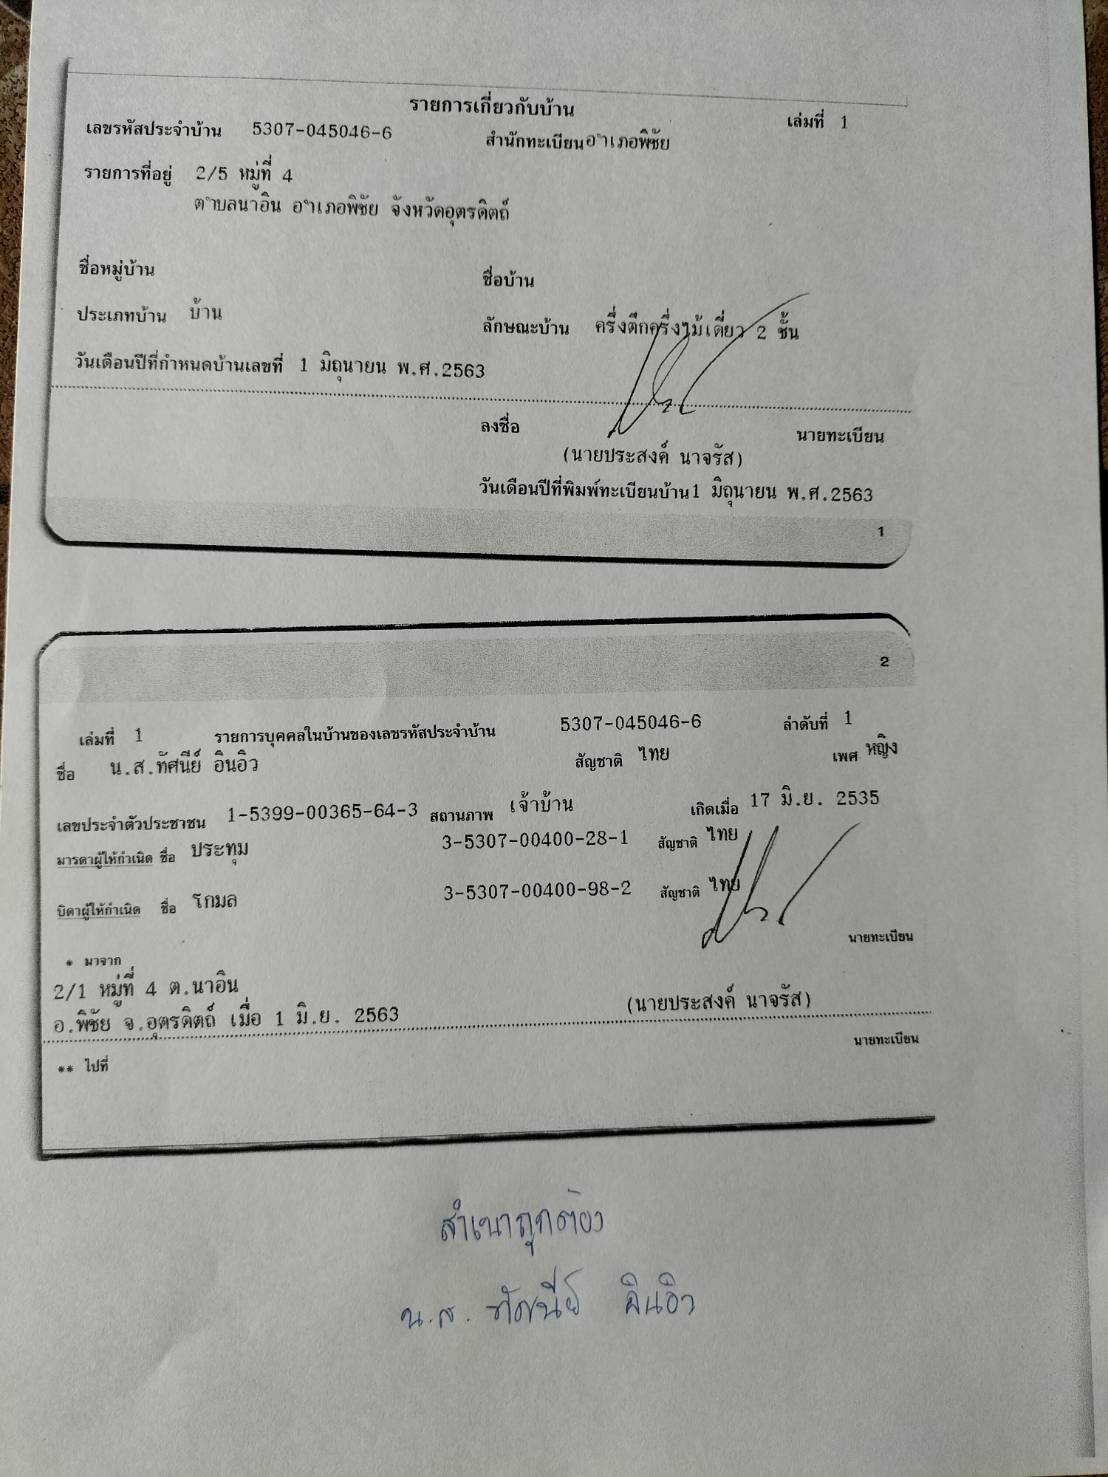 รายการเกี่ยวกับบ้าน เล่มที่ 1
เลขรหัสประจำบ้าน 5307-045046-6 สำนักทะเบียน อำเภอพิชัย
รายการที่อยู่ 2/5 หมู่ที่ 4
ตำบลนาอิน อำเภอพิชัย จังหวัดอุตรดิตถ์
ชื่อหมู่บ้าน ชื่อบ้าน
ประเภทบ้าน บ้าน ลักษณะบ้าน ครึ่งตึกครึ่งไม้เดี่ยว 2 ชั้น
วันเดือนปีที่กำหนดบ้านเลขที่ 1 มิถุนายน พ.ศ.2563
ลงชื่อ นายทะเบียน
(นายประสงค์ นาจรัส)
วันเดือนปีที่พิมพ์ทะเบียนบ้าน 1 มิถุนายน พ.ศ.2563
1
2
เล่มที่ 1 รายการบุคคลในบ้านของเลขรหัสประจำบ้าน 5307-045046-6 ลำดับที่ 1
ชื่อ น.ส.ทัศนีย์ อินอิว สัญชาติ ไทย เพศ หญิง
เลขประจำตัวประชาชน 1-5399-00365-64-3 สถานภาพ เจ้าบ้าน เกิดเมื่อ 17 มิ.ย. 2535
มารดาผู้ให้กำเนิด ชื่อ ประทุม 3-5307-00400-28-1 สัญชาติ ไทย
บิดาผู้ให้กำเนิด ชื่อ โกมล 3-5307-00400-98-2 สัญชาติ ไทย
นายทะเบียน
* มาจาก
2/1 หมู่ที่ 4 ต.นาอิน
อ.พิชัย จ.อุตรดิตถ์ เมื่อ 1 มิ.ย. 2563 (นายประสงค์ นาจรัส)
นายทะเบียน
** ไปที่
สำเนาถูกต้อง
น.ส. ทัศนีย์ อินอิว